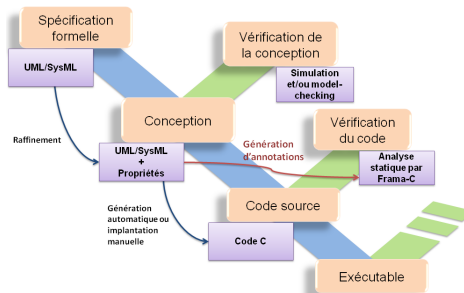 Spécification
formelle
UML/SysML
Vérification de
la conception
Simulation
et/ou model-
checking
Raffinement
Conception
UML/SysML
+
Propriétés
Génération
d'annotations
Vérification
du code
Analyse
statique par
Frama-C
Génération
automatique ou
implantation
manuelle
Code source
Code C
Exécutable